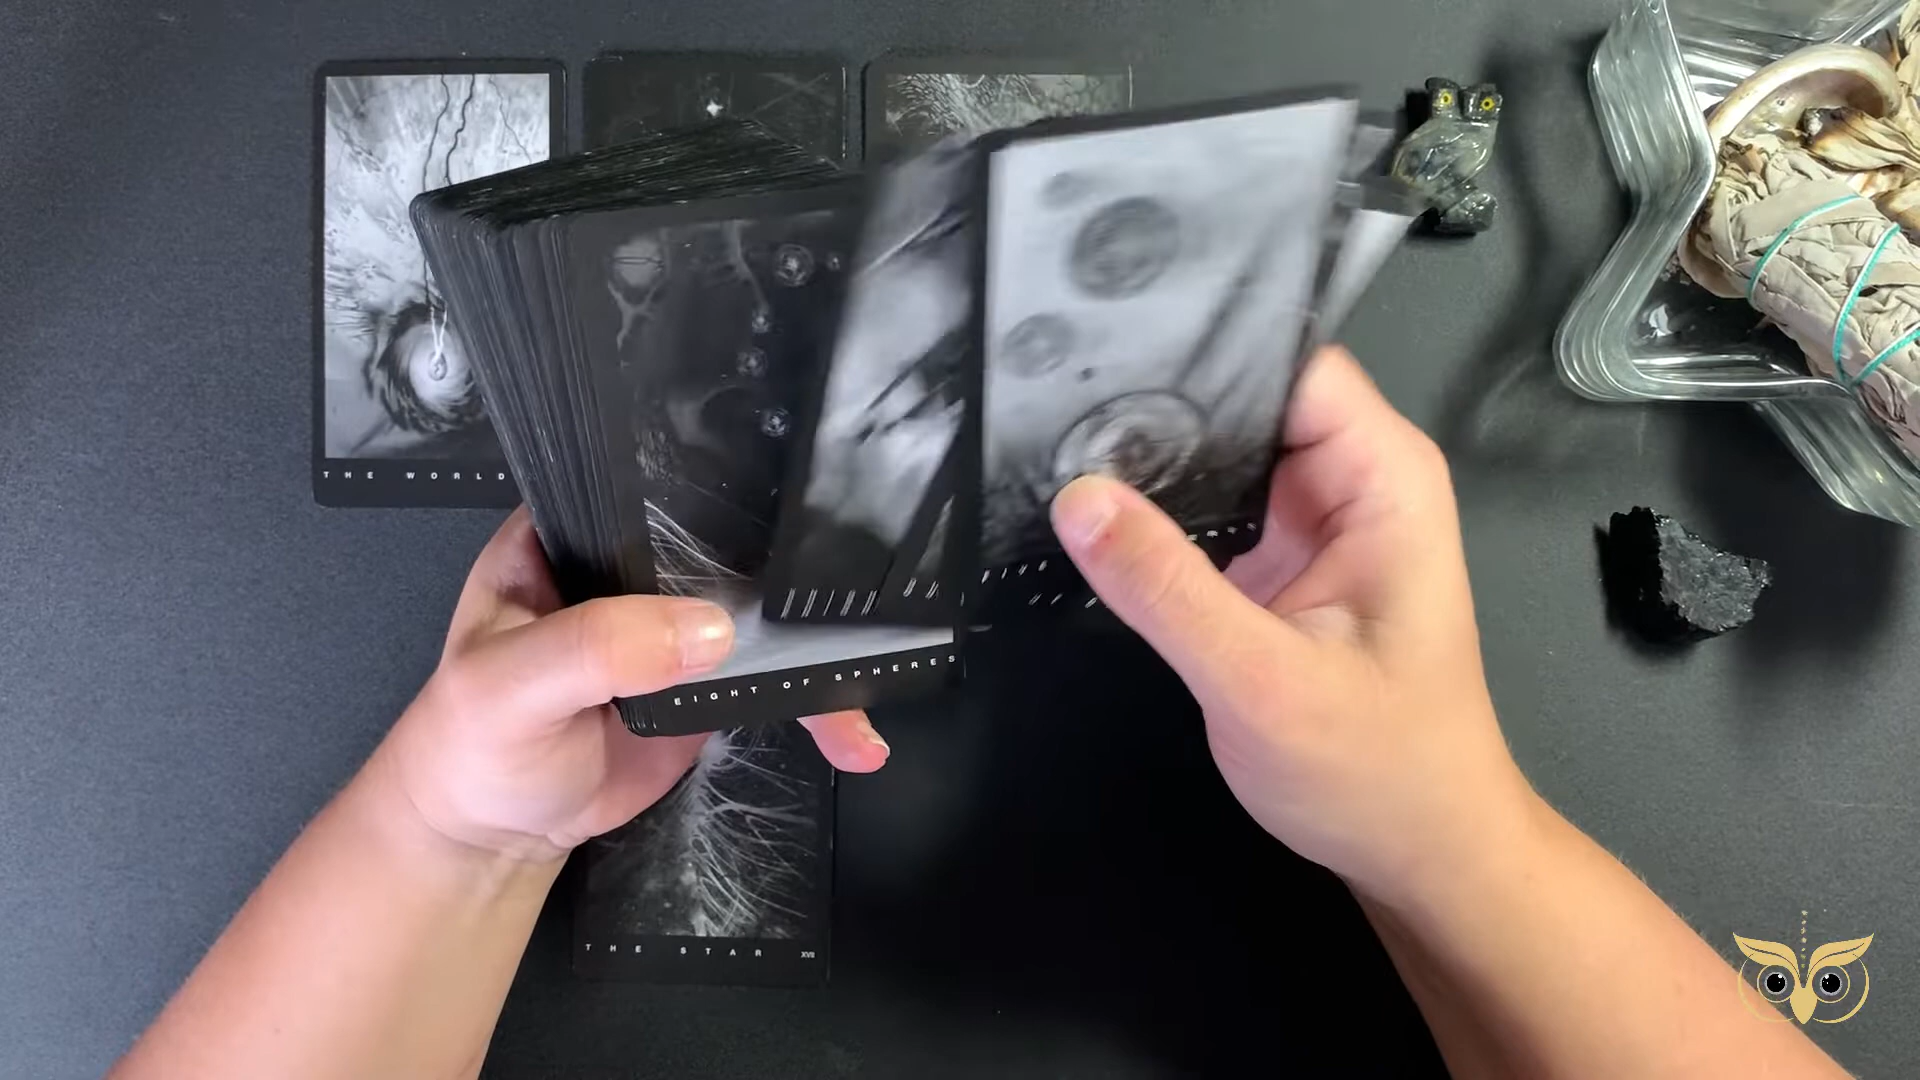 THE WORLD
EIGHT OF SPHERES
THE STAR XVII